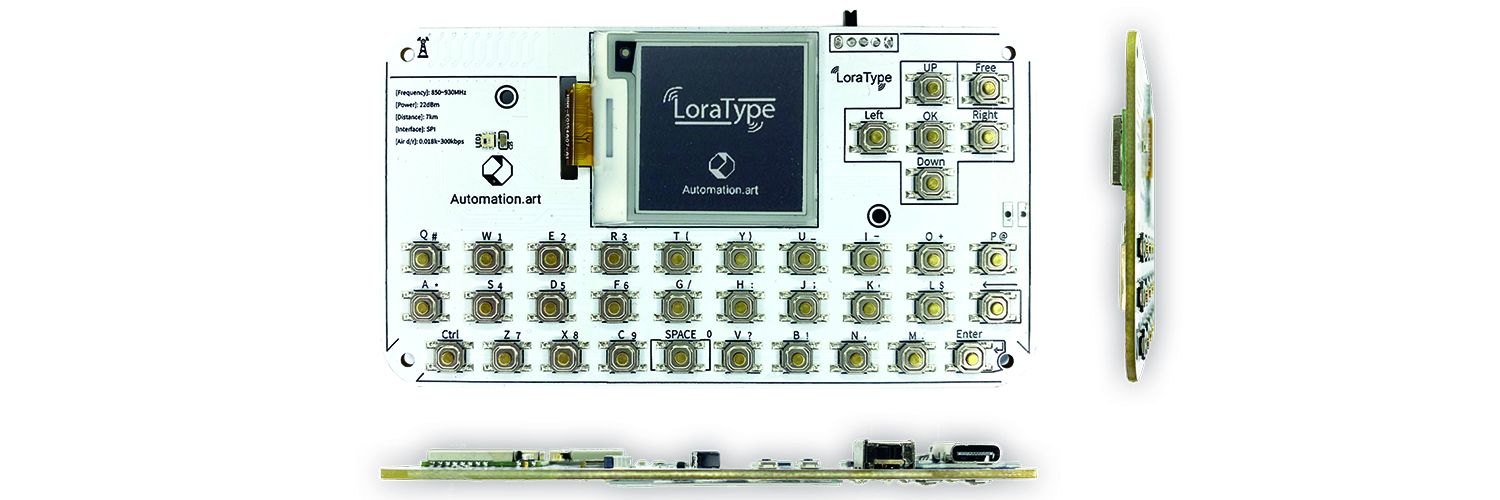 [Frequency]: 850~930MHz
[Power]: 22dBm
[Distance]: 7km
[Interface]: SPI
[Air d/Y]: 0.018k~300kbps
Automation.art
LoraType
Automation.art
LoraType
UP Free
Left OK Right
Down
Q # W 1 E 2 R 3 T ( Y ) U _ I - O + P @
A * S 4 D 5 F 6 G / H : J ; K ' L $
Ctrl Z 7 X 8 C 9 SPACE 0 V ? B ! N , M . Enter